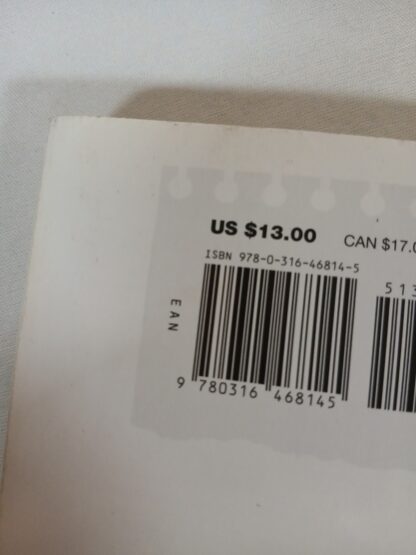 US $13.00 CAN $17.0
ISBN 978-0-316-46814-5
513
EAN
9 780316 468145